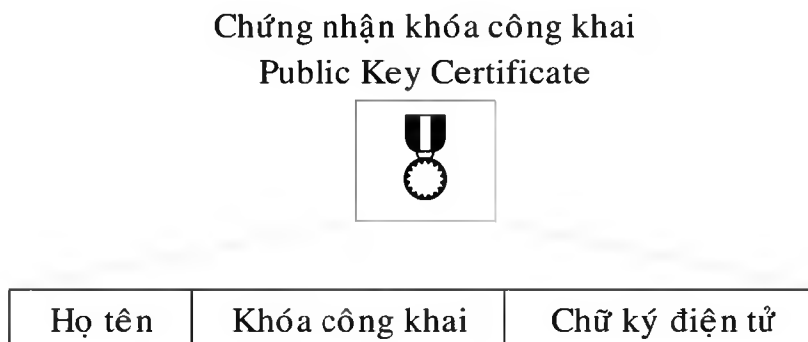 Chứng nhận khóa công khai
Public Key Certificate
Họ tên Khóa công khai Chữ ký điện tử